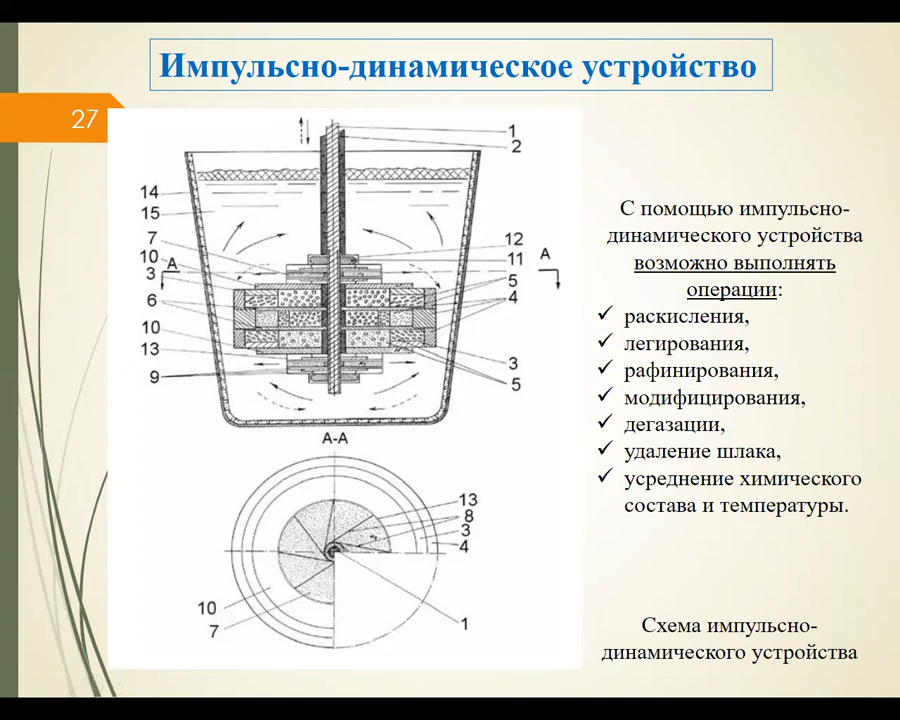 Импульсно-динамическое устройство
27
1
2
14
15
7
10
3
6
10
13
9
А
12
11
А
5
4
3
5
А-А
13
8
3
4
10
7
1
С помощью импульсно-
динамического устройства
возможно выполнять
операции:
✓ раскисления,
✓ легирования,
✓ рафинирования,
✓ модифицирования,
✓ дегазации,
✓ удаление шлака,
✓ усреднение химического
состава и температуры.
Схема импульсно-
динамического устройства